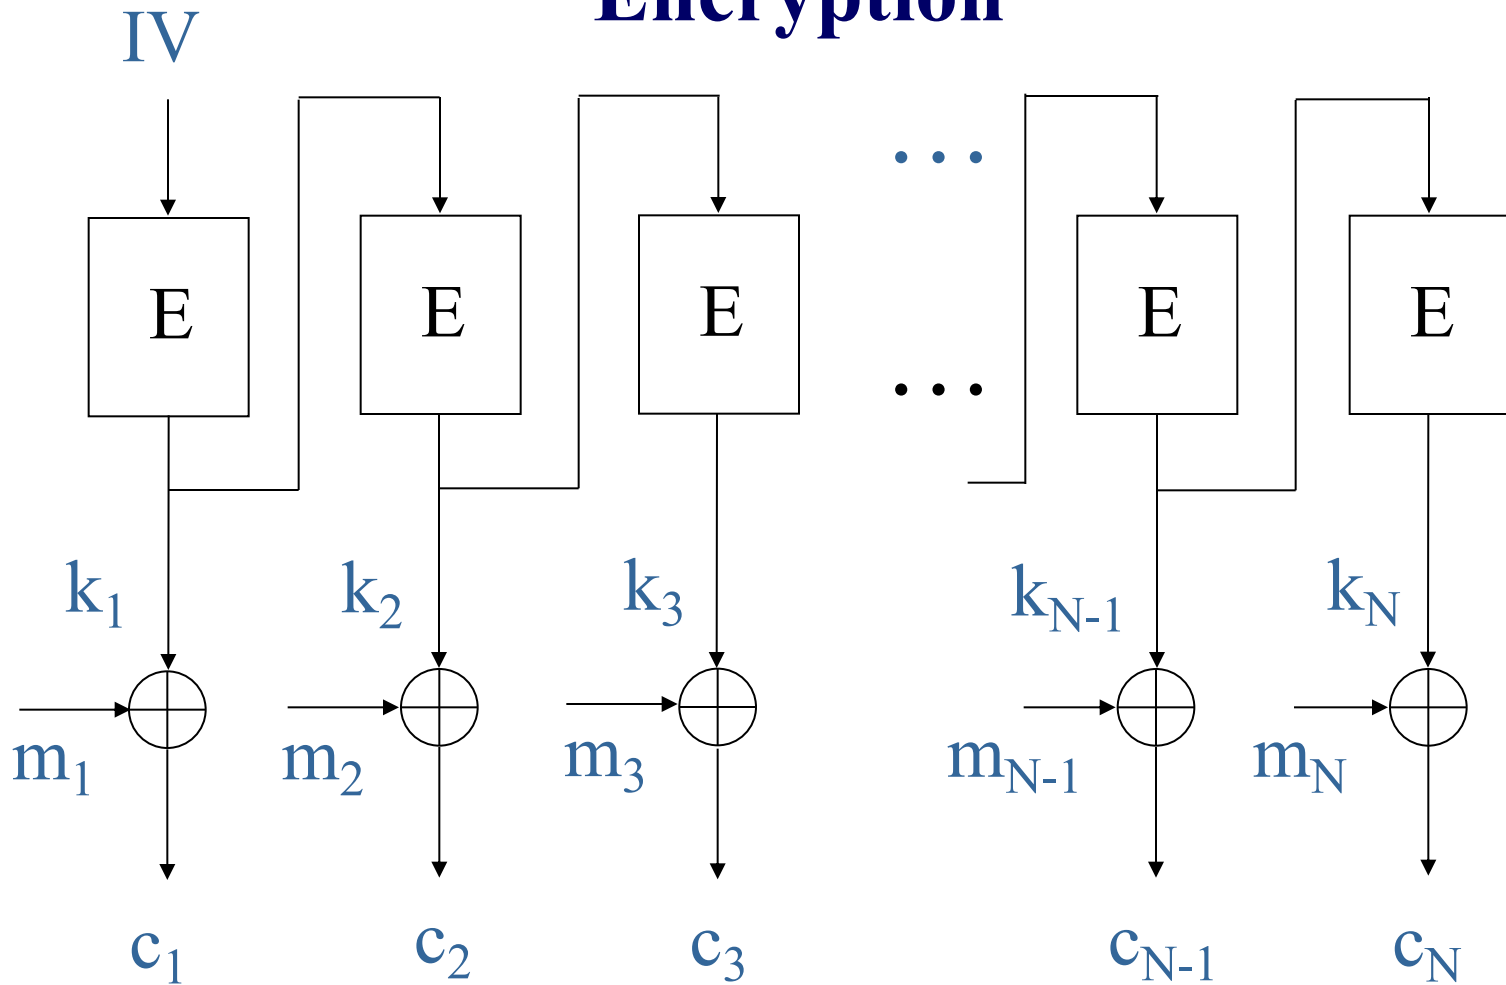 Encryption
IV
. . .
E E E E E
. . .
k1 k2 k3 kN-1 kN
m1 m2 m3 mN-1 mN
c1 c2 c3 cN-1 cN